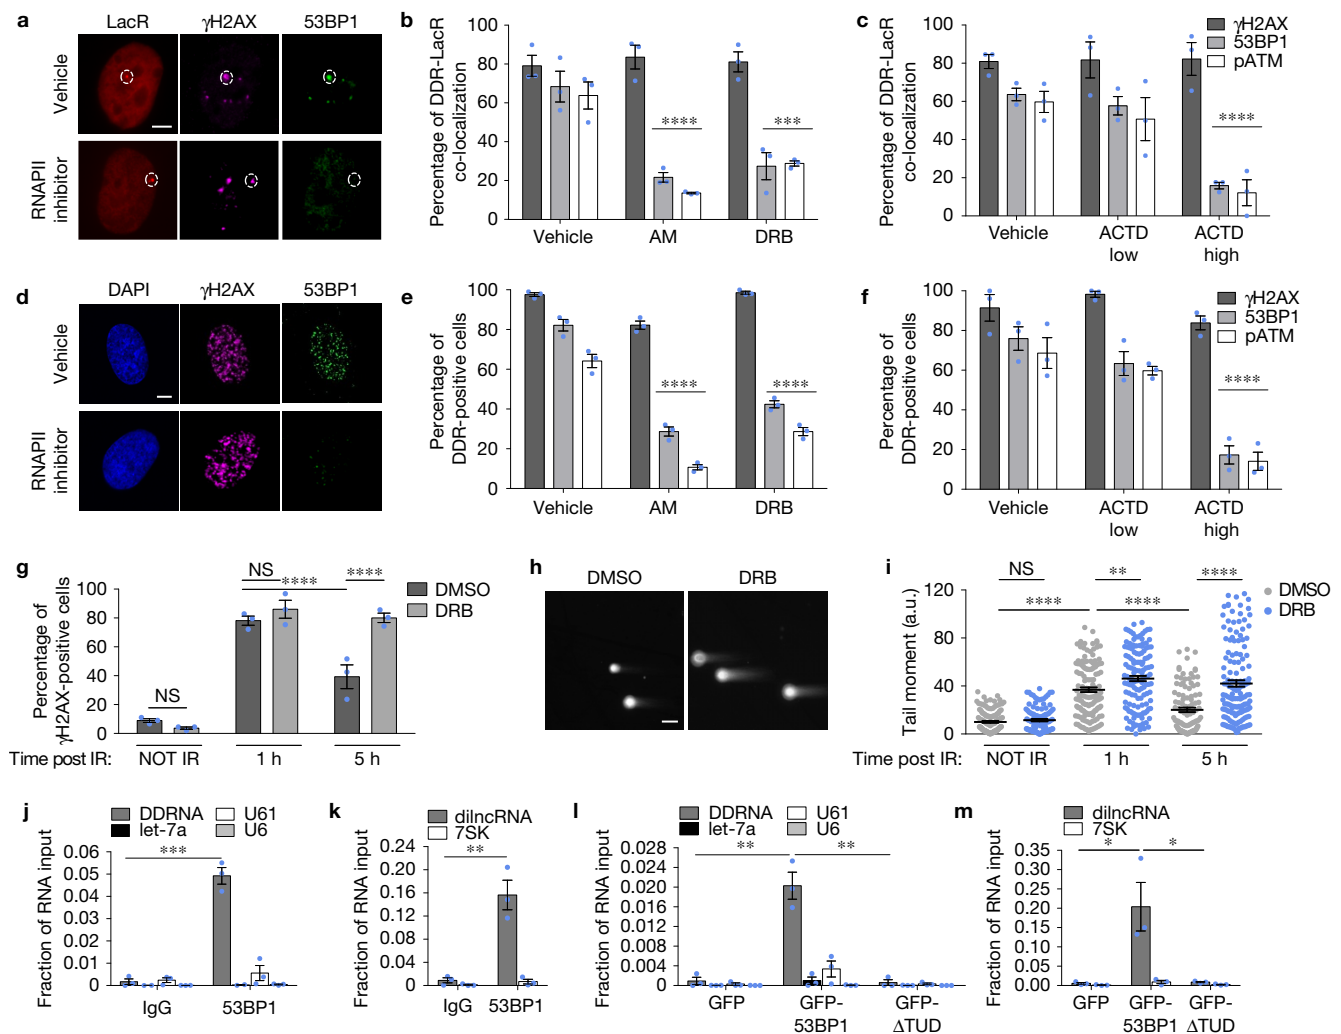 a
LacR γH2AX 53BP1
Vehicle
RNAPII inhibitor
b
Percentage of DDR-LacR co-localization
100
80
60
40
20
0
**** ***
Vehicle AM DRB
c
Percentage of DDR-LacR co-localization
100
80
60
40
20
0
γH2AX
53BP1
pATM
****
Vehicle ACTD low ACTD high
d
DAPI γH2AX 53BP1
Vehicle
RNAPII inhibitor
e
Percentage of DDR-positive cells
100
80
60
40
20
0
**** ****
Vehicle AM DRB
f
Percentage of DDR-positive cells
100
80
60
40
20
0
γH2AX
53BP1
pATM
****
Vehicle ACTD low ACTD high
g
Percentage of γH2AX-positive cells
100
80
60
40
20
0
NS NS **** ****
DMSO
DRB
Time post IR: NOT IR 1 h 5 h
h
DMSO DRB
i
Tail moment (a.u.)
120
80
40
0
NS ** ****
**** ****
DMSO
DRB
Time post IR: NOT IR 1 h 5 h
j
DDRNA U61
let-7a U6
Fraction of RNA input
0.06
0.05
0.04
0.03
0.02
0.01
0
***
IgG 53BP1
k
dilncRNA
7SK
Fraction of RNA input
0.24
0.20
0.16
0.12
0.08
0.04
0
**
IgG 53BP1
l
DDRNA U61
let-7a U6
Fraction of RNA input
0.028
0.024
0.020
0.016
0.012
0.008
0.004
0
** **
GFP GFP-53BP1 GFP-ΔTUD
m
dilncRNA
7SK
Fraction of RNA input
0.35
0.30
0.25
0.20
0.15
0.10
0.05
0
* *
GFP GFP-53BP1 GFP-ΔTUD